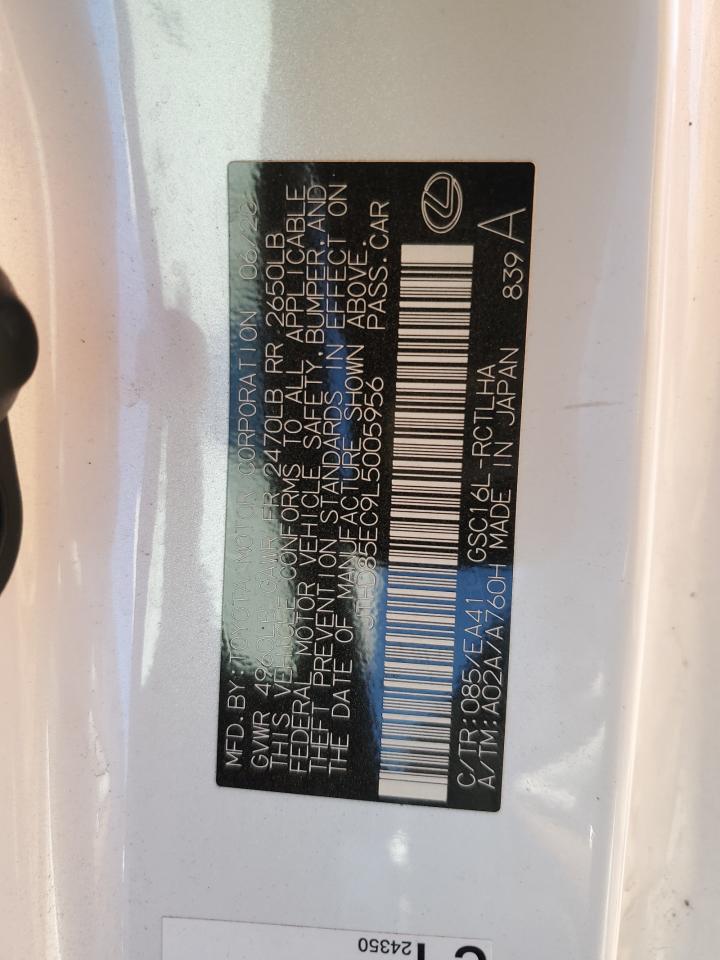 MFD. BY: TOYOTA MOTOR CORPORATION 06/
GVWR LB GAWR FR 2470LB RR 2650LB
THIS VEHICLE CONFORMS TO ALL APPLICABLE
FEDERAL MOTOR VEHICLE SAFETY, BUMPER, AND
THEFT PREVENTION STANDARDS IN EFFECT ON
THE DATE OF MANUFACTURE SHOWN ABOVE.
JTHD85EC9L5005956 PASS. CAR
C/TR: 085/EA41 GSC16L-RCTLHA
A/TM: A02A/A760H MADE IN JAPAN 839 A
24350